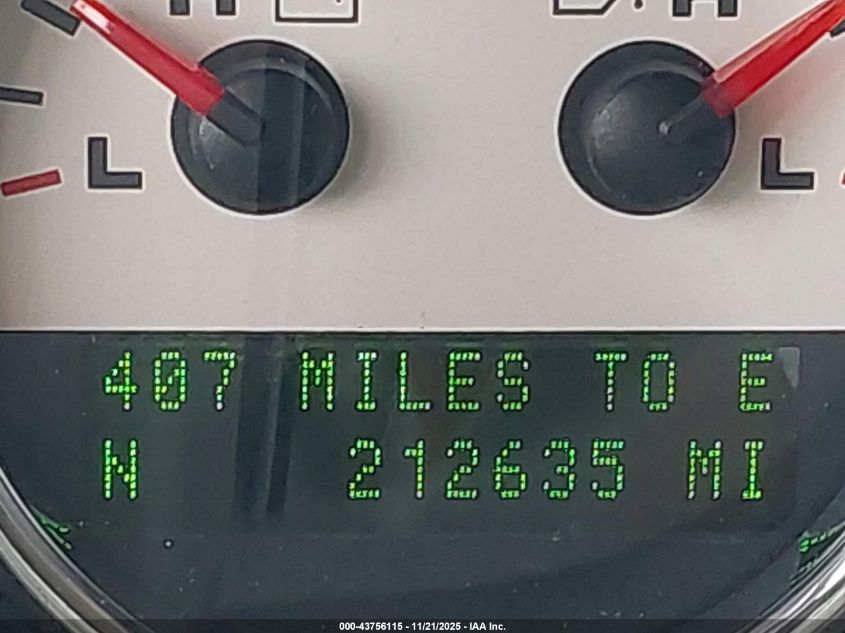 L L
407 MILES TO E
N 212635 MI
000-43756115 - 11/21/2025 - IAA Inc.